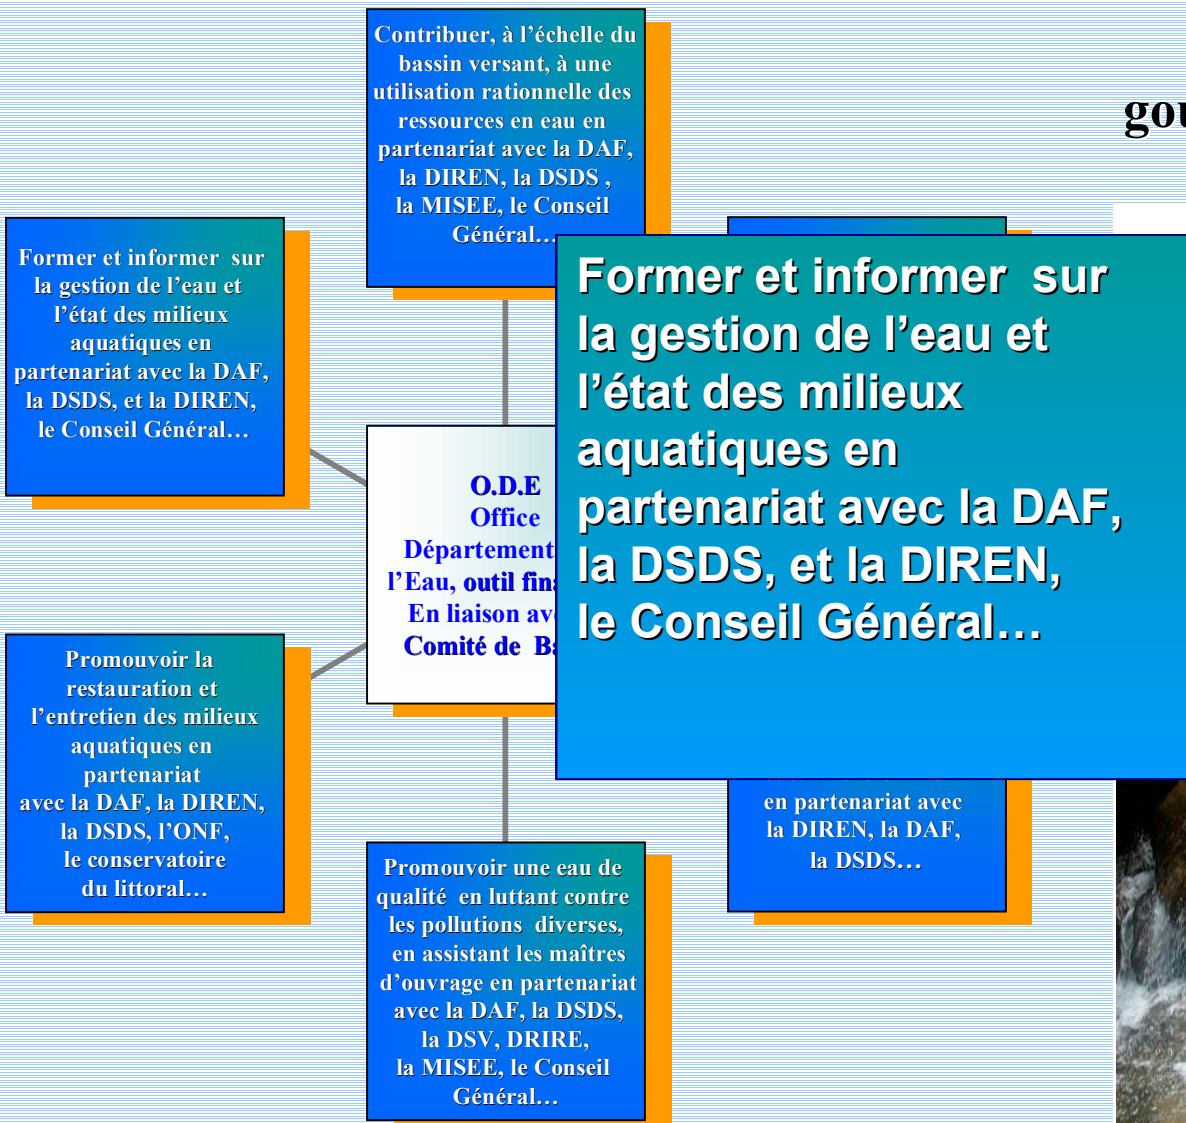 Contribuer, à l’échelle du
bassin versant, à une
utilisation rationnelle des
ressources en eau en
partenariat avec la DAF,
la DIREN, la DSDS ,
la MISEE, le Conseil
Général…
Former et informer  sur
la gestion de l’eau et
l’état des milieux
aquatiques en
partenariat avec la DAF,
la DSDS, et la DIREN,
le Conseil Général…
Former et informer  sur
la gestion de l’eau et
l’état des milieux
aquatiques en
partenariat avec la DAF,
la DSDS, et la DIREN,
le Conseil Général…
O.D.E
Office
Département
l’Eau, outil
En liaison
Comité de
Promouvoir la
restauration et
l’entretien des milieux
aquatiques en
partenariat
avec la DAF, la DIREN,
la DSDS, l’ONF,
le conservatoire
du littoral…
en partenariat avec
la DIREN, la DAF,
la DSDS…
Promouvoir une eau de
qualité  en luttant contre
les pollutions  diverses,
en assistant les maîtres
d’ouvrage en partenariat
avec la DAF, la DSDS,
la DSV, DRIRE,
la MISEE, le Conseil
Général…